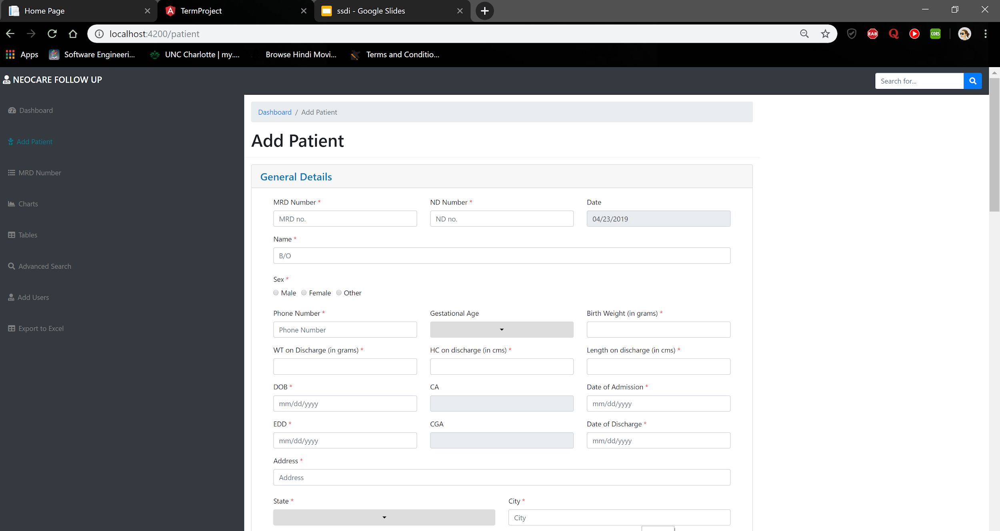 Home Page
TermProject
ssdi - Google Slides
localhost:4200/patient
EAB
Q
CORS
Apps
Software Engineeri...
UNC Charlotte | my....
Browse Hindi Movi...
Terms and Conditio...
NEOCARE FOLLOW UP
Search for...
Dashboard
Add Patient
MRD Number
Charts
Tables
Advanced Search
Add Users
Export to Excel
Dashboard / Add Patient
Add Patient
General Details
MRD Number * ND Number * Date
MRD no. ND no. 04/23/2019
Name *
B/O
Sex *
Male Female Other
Phone Number * Gestational Age Birth Weight (in grams) *
Phone Number
WT on Discharge (in grams) * HC on discharge (in cms) * Length on discharge (in cms) *
DOB * CA Date of Admission *
mm/dd/yyyy mm/dd/yyyy
EDD * CGA Date of Discharge *
mm/dd/yyyy mm/dd/yyyy
Address *
Address
State * City *
City